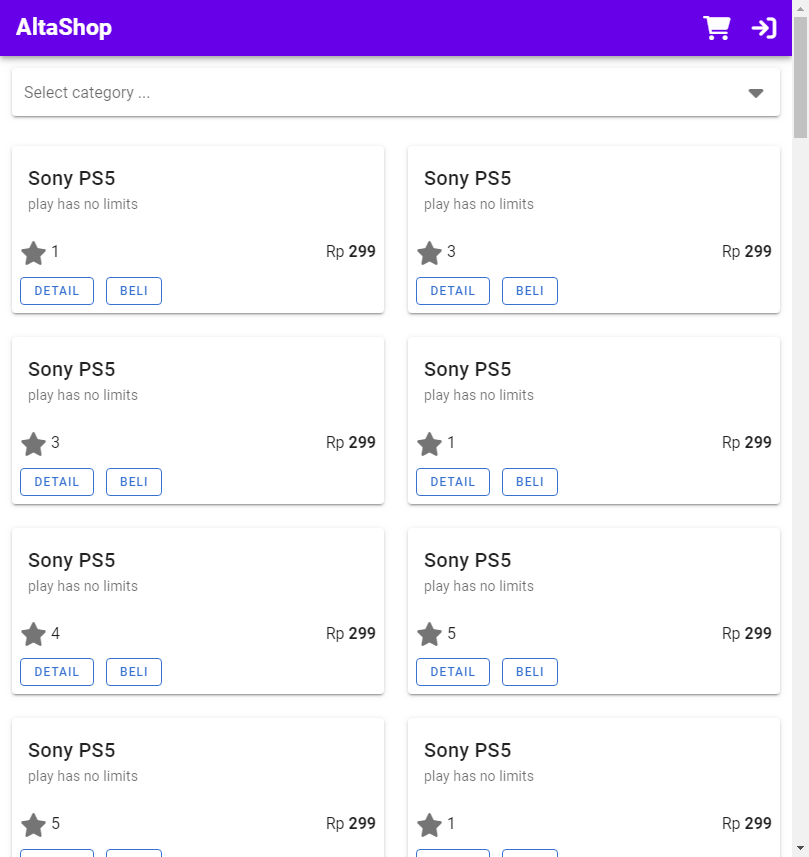 AltaShop
Select category ...
Sony PS5
play has no limits
1 Rp 299
DETAIL BELI
Sony PS5
play has no limits
3 Rp 299
DETAIL BELI
Sony PS5
play has no limits
3 Rp 299
DETAIL BELI
Sony PS5
play has no limits
1 Rp 299
DETAIL BELI
Sony PS5
play has no limits
4 Rp 299
DETAIL BELI
Sony PS5
play has no limits
5 Rp 299
DETAIL BELI
Sony PS5
play has no limits
5 Rp 299
Sony PS5
play has no limits
1 Rp 299